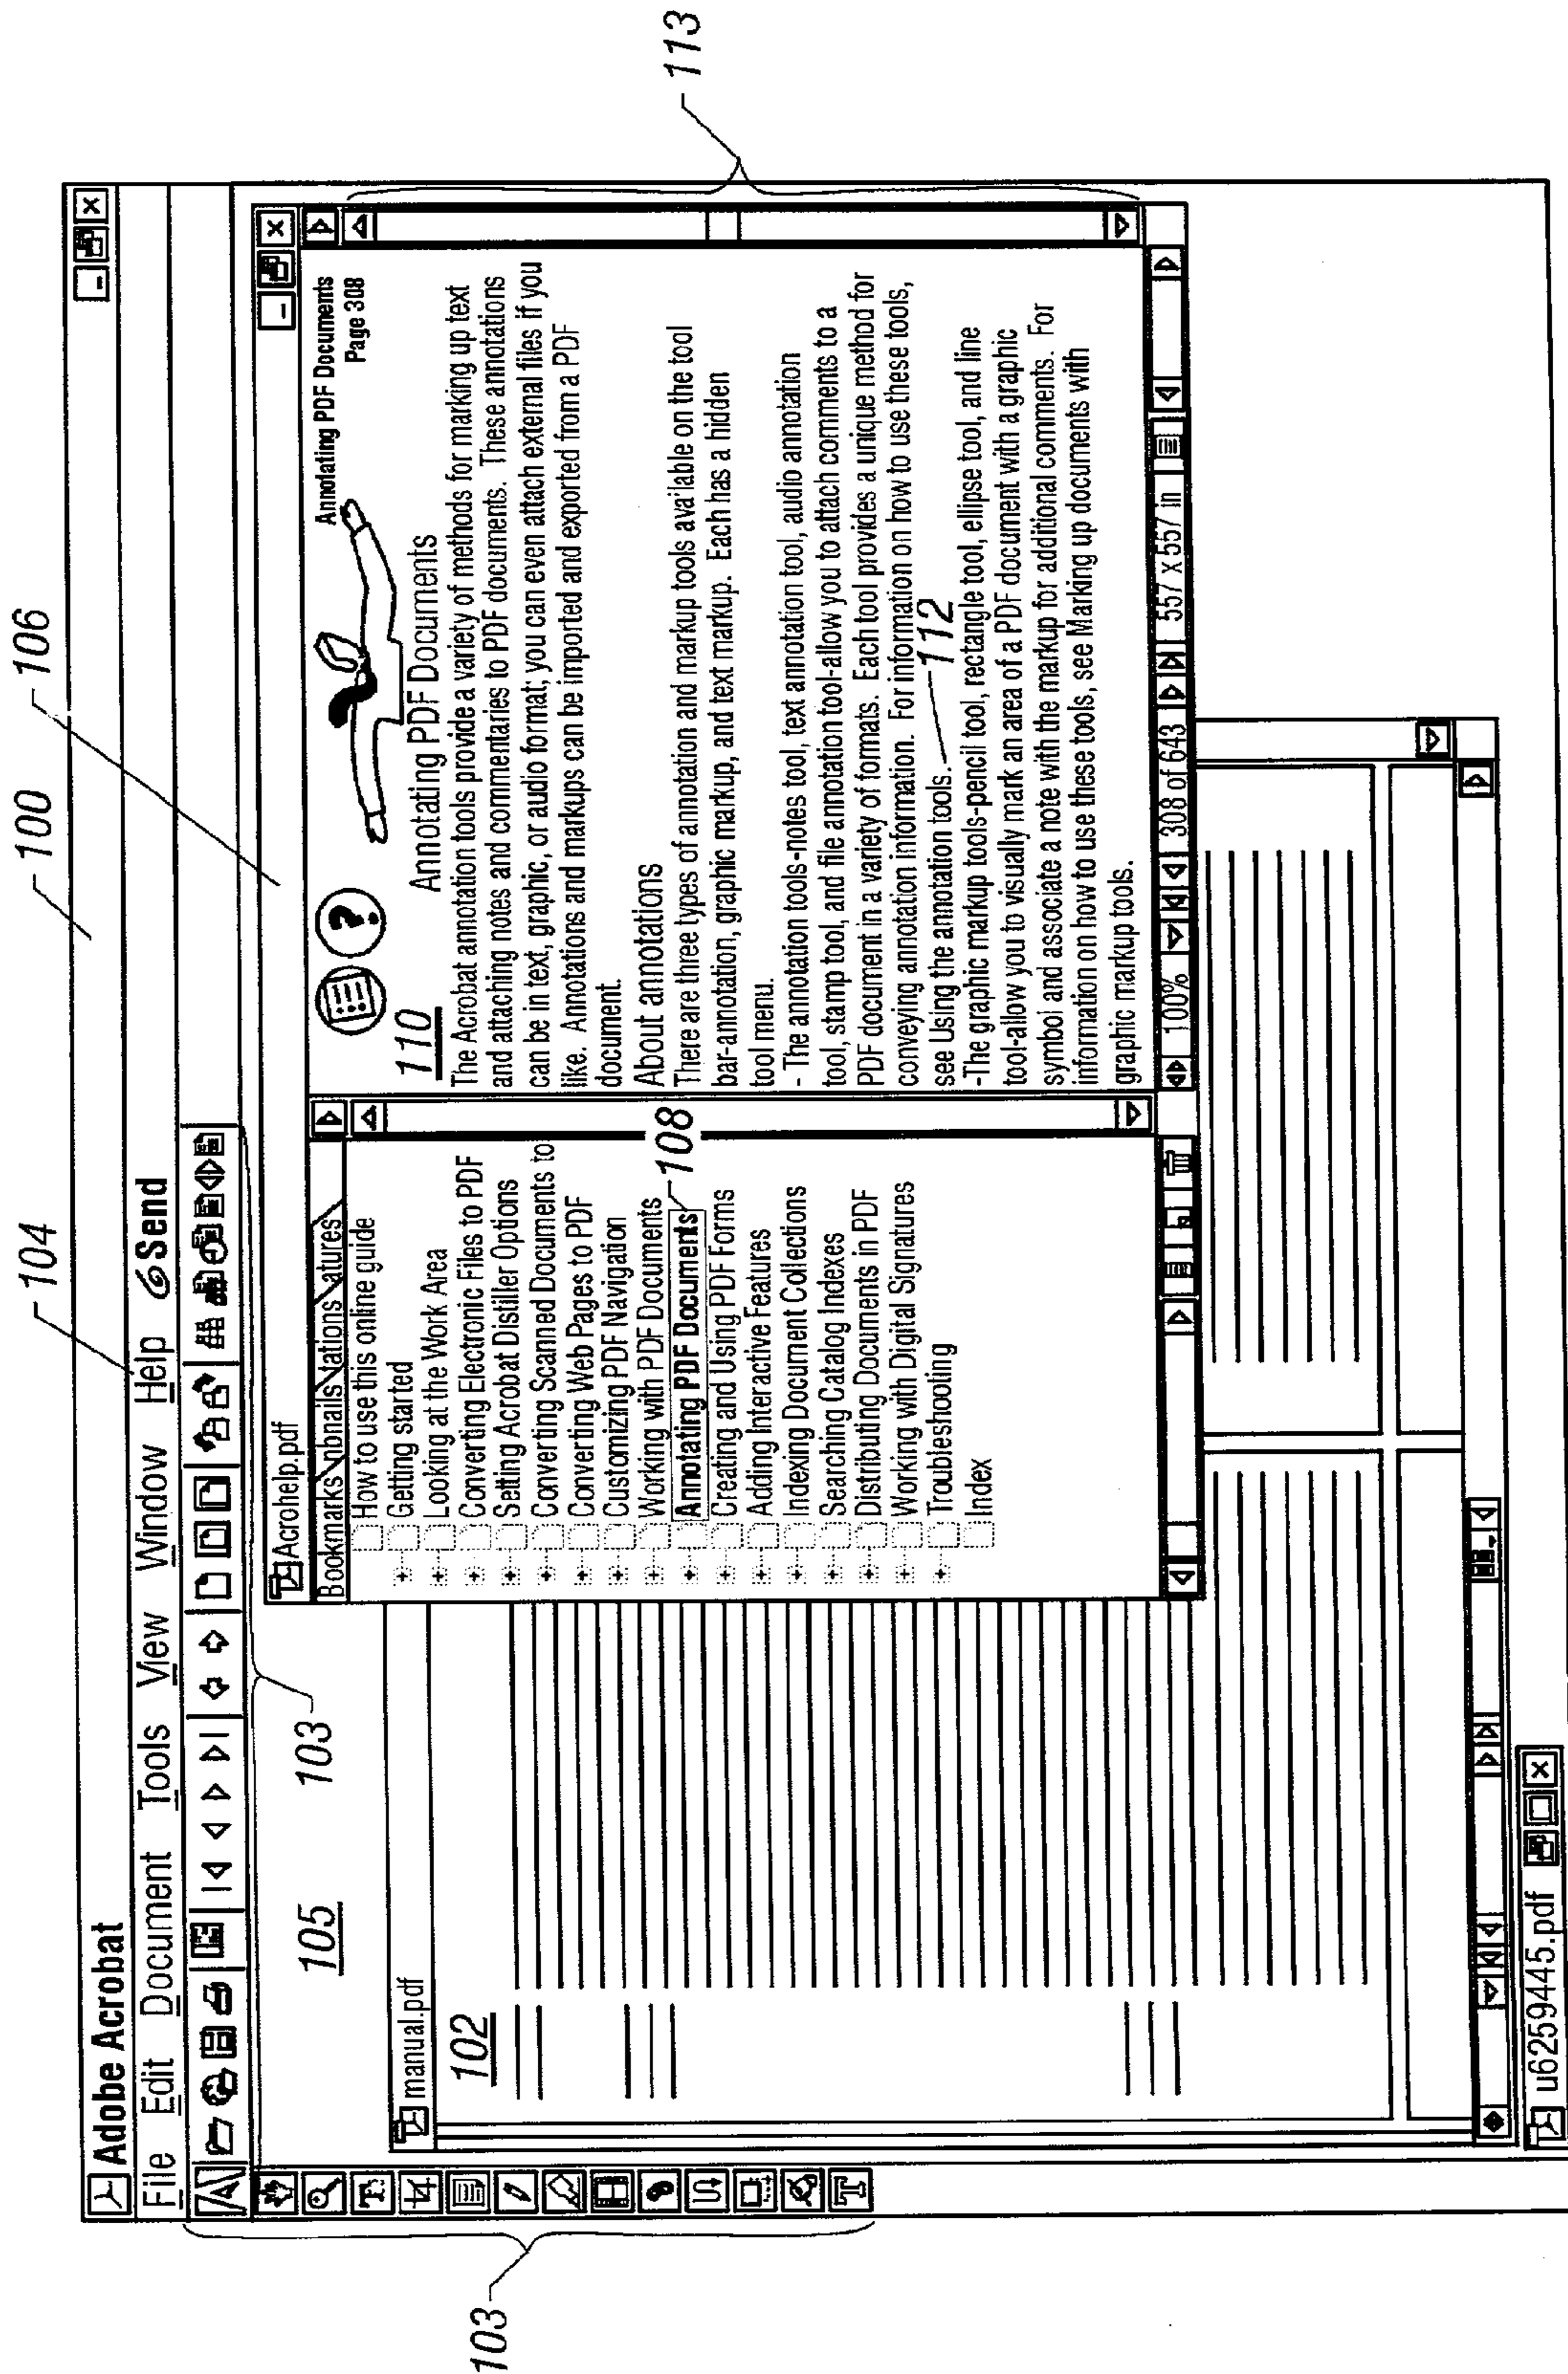 100
106
104
Adobe Acrobat
File Edit Document Tools View Window Help Send
103
105
103
102
manual.pdf
Acrohelp.pdf
Bookmarks nbnails tations atures
How to use this online guide
Getting started
Looking at the Work Area
Converting Electronic Files to PDF
Setting Acrobat Distiller Options
Converting Scanned Documents to
Converting Web Pages to PDF
Customizing PDF Navigation
Working with PDF Documents
Annotating PDF Documents
108
Creating and Using PDF Forms
Adding Interactive Features
Indexing Document Collections
Searching Catalog Indexes
Distributing Documents in PDF
Working with Digital Signatures
Troubleshooting
Index
Annotating PDF Documents
Page 308
?
110
Annotating PDF Documents
The Acrobat annotation tools provide a variety of methods for marking up text
and attaching notes and commentaries to PDF documents. These annotations
can be in text, graphic, or audio format; you can even attach external files if you
like. Annotations and markups can be imported and exported from a PDF
document.
About annotations
There are three types of annotation and markup tools available on the tool
bar-annotation, graphic markup, and text markup. Each has a hidden
tool menu.
- The annotation tools-notes tool, text annotation tool, audio annotation
tool, stamp tool, and file annotation tool-allow you to attach comments to a
PDF document in a variety of formats. Each tool provides a unique method for
conveying annotation information. For information on how to use these tools,
see Using the annotation tools.
112
-The graphic markup tools-pencil tool, rectangle tool, ellipse tool, and line
tool-allow you to visually mark an area of a PDF document with a graphic
symbol and associate a note with the markup for additional comments. For
information on how to use these tools, see Marking up documents with
graphic markup tools.
100% 308 of 643 557 x 557 in
113
u6259445.pdf